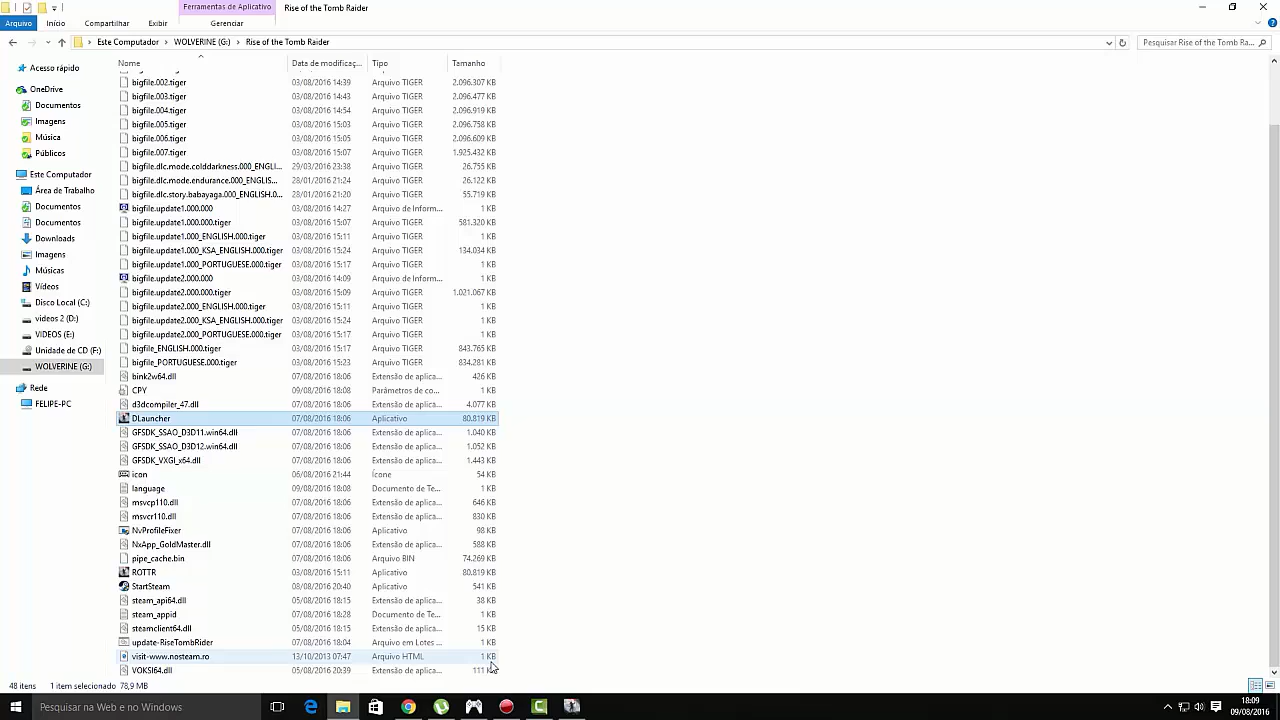 Ferramentas de Aplicativo Rise of the Tomb Raider
Arquivo Início Compartilhar Exibir Gerenciar
Este Computador > WOLVERINE (G:) > Rise of the Tomb Raider Pesquisar Rise of the Tomb Ra...
Nome Data de modificaç... Tipo Tamanho
Acesso rápido
OneDrive
Documentos
Imagens
Música
Públicos
Este Computador
Área de Trabalho
Documentos
Documentos
Downloads
Imagens
Músicas
Vídeos
Disco Local (C:)
videos 2 (D:)
VIDEOS (E:)
Unidade de CD (F:)
WOLVERINE (G:)
Rede
FELIPE-PC
bigfile.002.tiger 03/08/2016 14:39 Arquivo TIGER 2.096.307 KB
bigfile.003.tiger 03/08/2016 14:43 Arquivo TIGER 2.096.477 KB
bigfile.004.tiger 03/08/2016 14:54 Arquivo TIGER 2.096.919 KB
bigfile.005.tiger 03/08/2016 15:03 Arquivo TIGER 2.096.758 KB
bigfile.006.tiger 03/08/2016 15:05 Arquivo TIGER 2.096.609 KB
bigfile.007.tiger 03/08/2016 15:07 Arquivo TIGER 1.925.432 KB
bigfile.dlc.mode.colddarkness.000_ENGLI... 29/03/2016 23:38 Arquivo TIGER 26.755 KB
bigfile.dlc.mode.endurance.000_ENGLIS... 28/01/2016 21:24 Arquivo TIGER 26.122 KB
bigfile.dlc.story.babayaga.000_ENGLISH.0... 28/01/2016 21:20 Arquivo TIGER 55.719 KB
bigfile.update1.000.000 03/08/2016 14:27 Arquivo de Inform... 1 KB
bigfile.update1.000.000.tiger 03/08/2016 15:07 Arquivo TIGER 581.320 KB
bigfile.update1.000_ENGLISH.000.tiger 03/08/2016 15:11 Arquivo TIGER 1 KB
bigfile.update1.000_KSA_ENGLISH.000.tiger 03/08/2016 15:24 Arquivo TIGER 134.034 KB
bigfile.update1.000_PORTUGUESE.000.tiger 03/08/2016 15:17 Arquivo TIGER 1 KB
bigfile.update2.000.000 03/08/2016 14:09 Arquivo de Inform... 1 KB
bigfile.update2.000.000.tiger 03/08/2016 15:09 Arquivo TIGER 1.021.067 KB
bigfile.update2.000_ENGLISH.000.tiger 03/08/2016 15:11 Arquivo TIGER 1 KB
bigfile.update2.000_KSA_ENGLISH.000.tiger 03/08/2016 15:24 Arquivo TIGER 1 KB
bigfile.update2.000_PORTUGUESE.000.tiger 03/08/2016 15:17 Arquivo TIGER 1 KB
bigfile_ENGLISH.000.tiger 03/08/2016 15:17 Arquivo TIGER 843.765 KB
bigfile_PORTUGUESE.000.tiger 03/08/2016 15:23 Arquivo TIGER 834.281 KB
bink2w64.dll 07/08/2016 18:06 Extensão de aplica... 426 KB
CPY 09/08/2016 18:08 Parâmetros de co... 1 KB
d3dcompiler_47.dll 07/08/2016 18:06 Extensão de aplica... 4.077 KB
DLauncher 07/08/2016 18:06 Aplicativo 80.819 KB
GFSDK_SSAO_D3D11.win64.dll 07/08/2016 18:06 Extensão de aplica... 1.040 KB
GFSDK_SSAO_D3D12.win64.dll 07/08/2016 18:06 Extensão de aplica... 1.052 KB
GFSDK_VXGI_x64.dll 07/08/2016 18:06 Extensão de aplica... 1.443 KB
icon 06/08/2016 21:44 Ícone 54 KB
language 09/08/2016 18:08 Documento de Te... 1 KB
msvcp110.dll 07/08/2016 18:06 Extensão de aplica... 646 KB
msvcr110.dll 07/08/2016 18:06 Extensão de aplica... 830 KB
NvProfileFixer 07/08/2016 18:06 Aplicativo 98 KB
NxApp_GoldMaster.dll 07/08/2016 18:06 Extensão de aplica... 588 KB
pipe_cache.bin 07/08/2016 18:06 Arquivo BIN 74.269 KB
ROTTR 03/08/2016 15:11 Aplicativo 80.819 KB
StartSteam 08/08/2016 20:40 Aplicativo 541 KB
steam_api64.dll 05/08/2016 18:15 Extensão de aplica... 38 KB
steam_appid 07/08/2016 18:28 Documento de Te... 1 KB
steamclient64.dll 05/08/2016 18:15 Extensão de aplica... 15 KB
update-RiseTombRider 07/08/2016 18:04 Arquivo em Lotes ... 1 KB
visit-www.nosteam.ro 13/10/2013 07:47 Arquivo HTML 1 KB
VOKSI64.dll 05/08/2016 20:39 Extensão de aplica... 111 KB
48 itens 1 item selecionado 78,9 MB
Pesquisar na Web e no Windows
18:09
09/08/2016